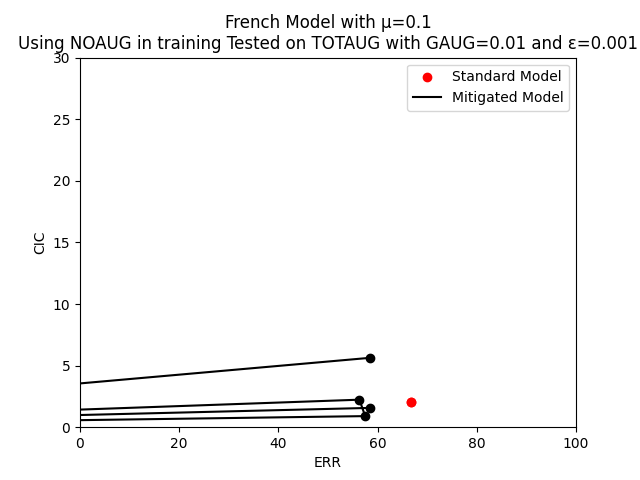 French Model with μ=0.1
Using NOAUG in training Tested on TOTAUG with GAUG=0.01 and ε=0.001
Standard Model
Mitigated Model
CIC
30
25
20
15
10
5
0
0 20 40 60 80 100
ERR